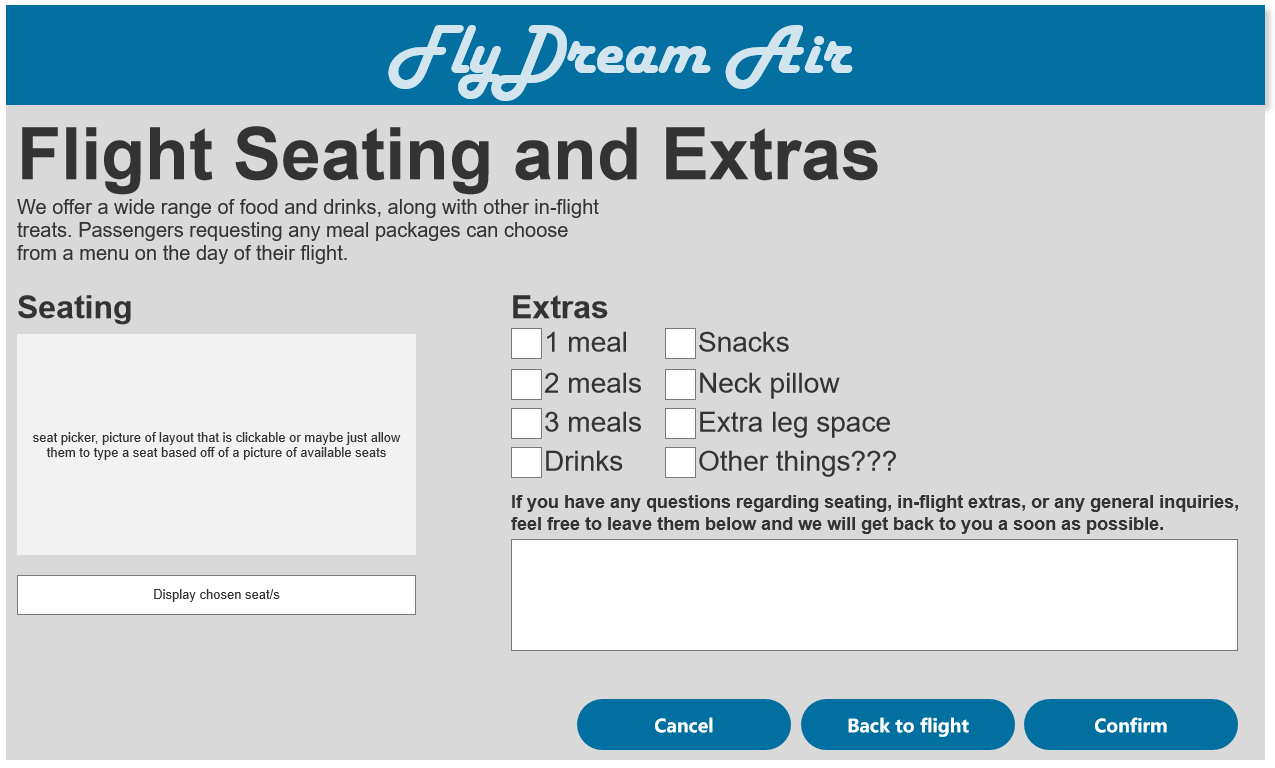 FlyDream Air
Flight Seating and Extras
We offer a wide range of food and drinks, along with other in-flight
treats. Passengers requesting any meal packages can choose
from a menu on the day of their flight.
Seating
seat picker, picture of layout that is clickable or maybe just allow
them to type a seat based off of a picture of available seats
Display chosen seat/s
Extras
1 meal
Snacks
2 meals
Neck pillow
3 meals
Extra leg space
Drinks
Other things???
If you have any questions regarding seating, in-flight extras, or any general inquiries,
feel free to leave them below and we will get back to you a soon as possible.
Cancel
Back to flight
Confirm